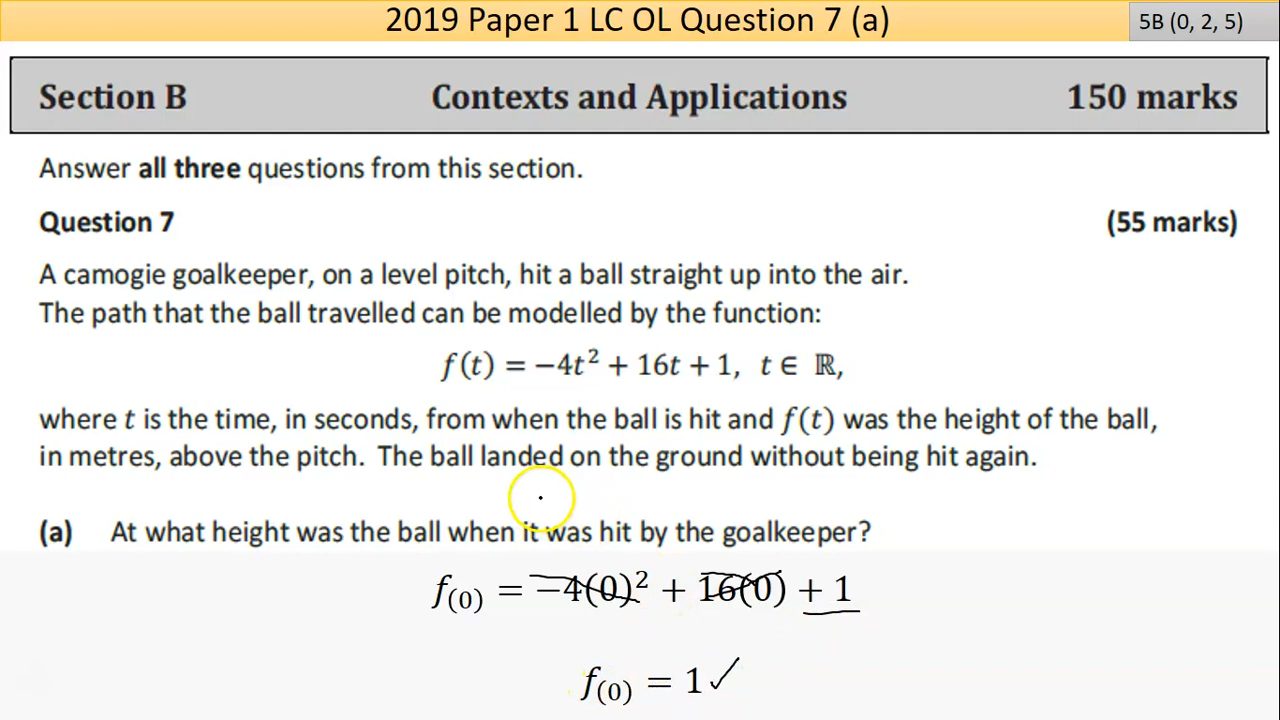 2019 Paper 1 LC OL Question 7 (a)
5B (0, 2, 5)
Section B Contexts and Applications 150 marks
Answer all three questions from this section.
Question 7 (55 marks)
A camogie goalkeeper, on a level pitch, hit a ball straight up into the air.
The path that the ball travelled can be modelled by the function:
f(t) = −4t² + 16t + 1, t ∈ ℝ,
where t is the time, in seconds, from when the ball is hit and f(t) was the height of the ball,
in metres, above the pitch. The ball landed on the ground without being hit again.
(a) At what height was the ball when it was hit by the goalkeeper?
f₍₀₎ = −4(0)² + 16(0) + 1
f₍₀₎ = 1✓